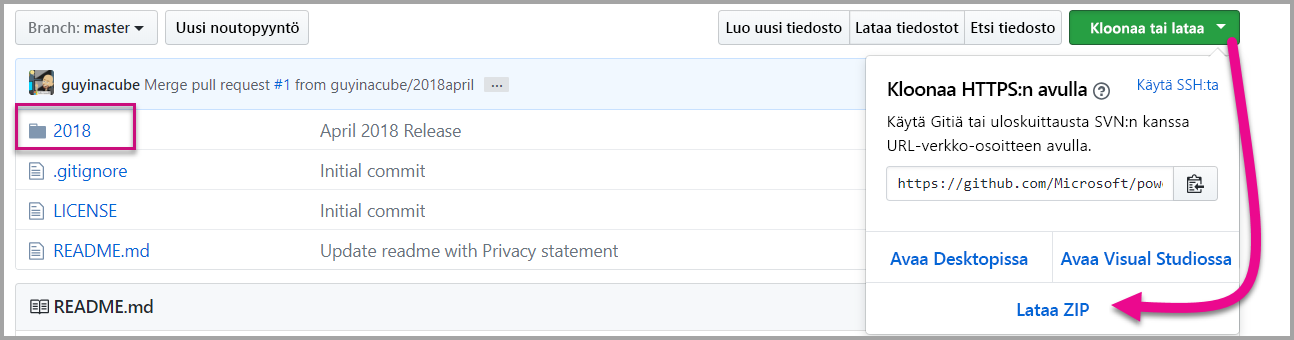 Branch: master
Uusi noutopyyntö
Luo uusi tiedosto
Lataa tiedostot
Etsi tiedosto
Kloonaa tai lataa
guyinacube Merge pull request #1 from guyinacube/2018april ...
2018
April 2018 Release
.gitignore
Initial commit
LICENSE
Initial commit
README.md
Update readme with Privacy statement
README.md
Kloonaa HTTPS:n avulla ?
Käytä SSH:ta
Käytä Gitiä tai uloskuittausta SVN:n kanssa
URL-verkko-osoitteen avulla.
https://github.com/Microsoft/pow
Avaa Desktopissa
Avaa Visual Studiossa
Lataa ZIP